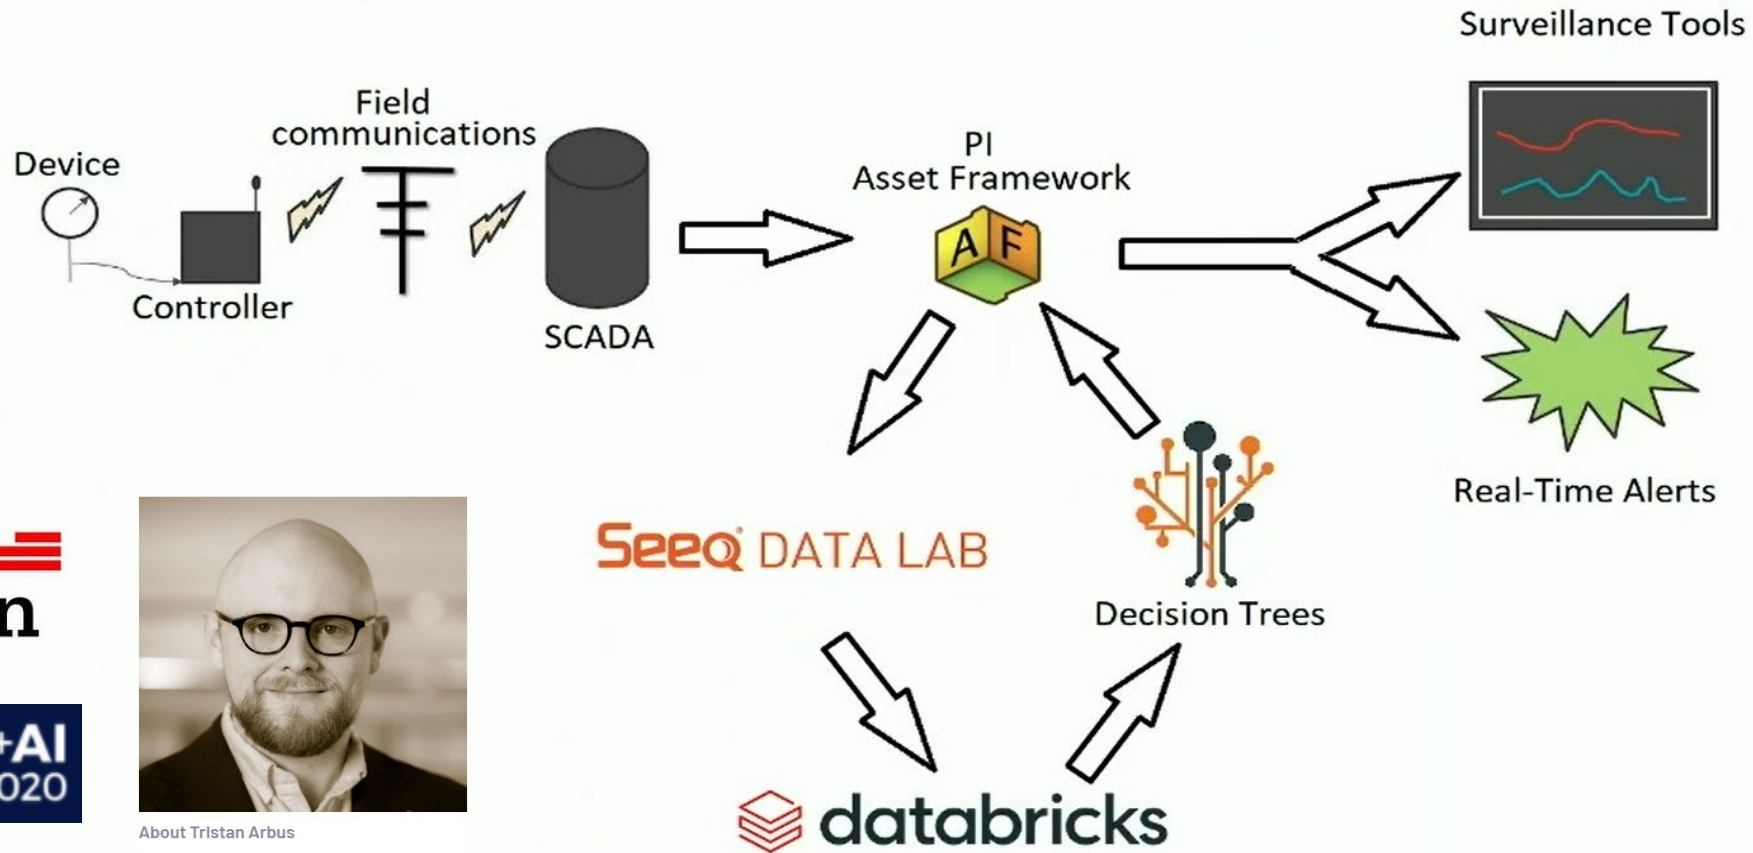 Surveillance Tools
Field
communications
Device
Controller
SCADA
PI
Asset Framework
AF
Real-Time Alerts
Seeq DATA LAB
Decision Trees
n
+AI
020
About Tristan Arbus
databricks